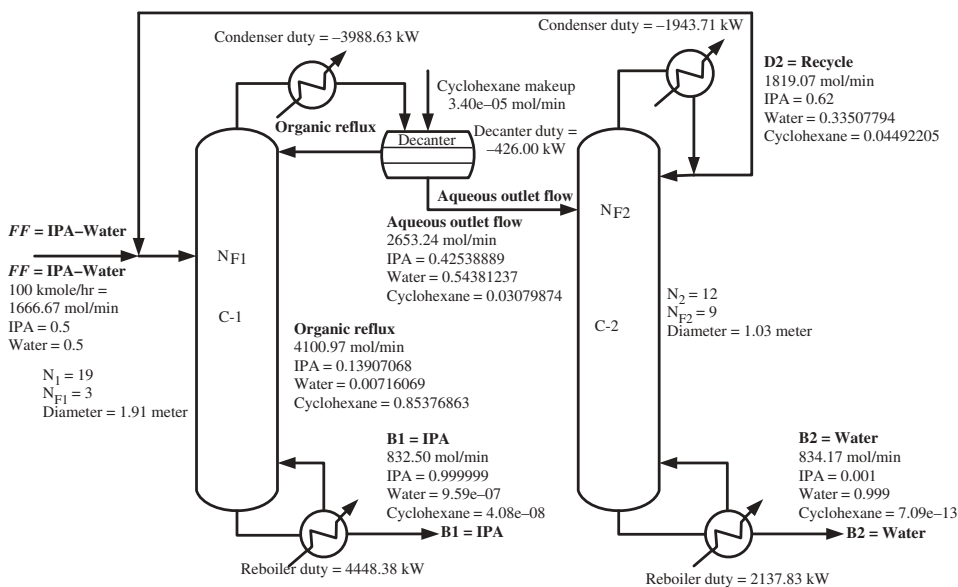 Condenser duty = –3988.63 kW
Condenser duty = –1943.71 kW
D2 = Recycle
1819.07 mol/min
IPA = 0.62
Water = 0.33507794
Cyclohexane = 0.04492205
Cyclohexane makeup
3.40e–05 mol/min
Organic reflux
Decanter
Decanter duty =
–426.00 kW
Aqueous outlet flow
Aqueous outlet flow
2653.24 mol/min
IPA = 0.42538889
Water = 0.54381237
Cyclohexane = 0.03079874
FF = IPA–Water
FF = IPA–Water
100 kmole/hr =
1666.67 mol/min
IPA = 0.5
Water = 0.5
N1 = 19
NF1 = 3
Diameter = 1.91 meter
NF1
C-1
Organic reflux
4100.97 mol/min
IPA = 0.13907068
Water = 0.00716069
Cyclohexane = 0.85376863
NF2
C-2
N2 = 12
NF2 = 9
Diameter = 1.03 meter
B1 = IPA
832.50 mol/min
IPA = 0.999999
Water = 9.59e–07
Cyclohexane = 4.08e–08
B1 = IPA
Reboiler duty = 4448.38 kW
B2 = Water
834.17 mol/min
IPA = 0.001
Water = 0.999
Cyclohexane = 7.09e–13
B2 = Water
Reboiler duty = 2137.83 kW